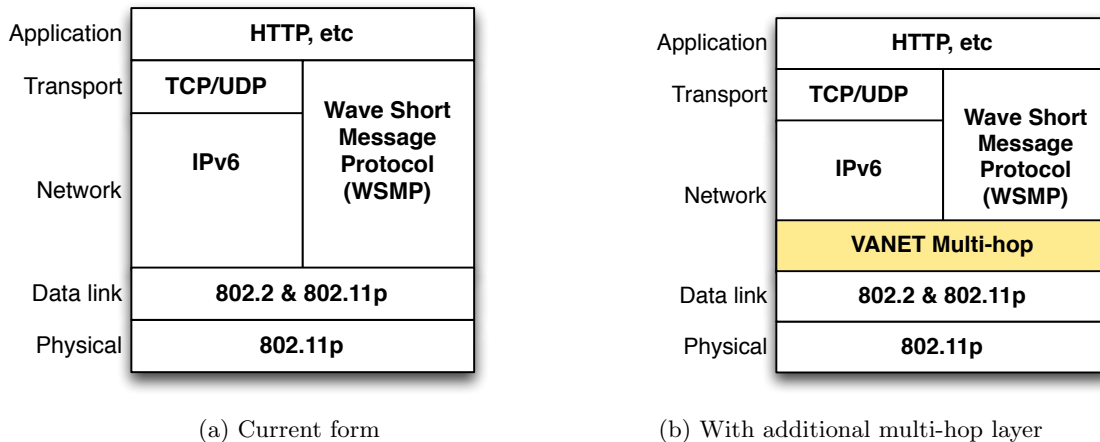 Application
HTTP, etc
Transport
TCP/UDP
Wave Short
Message
Protocol
(WSMP)
IPv6
Network
Data link
802.2 & 802.11p
Physical
802.11p
(a) Current form
Application
HTTP, etc
Transport
TCP/UDP
Wave Short
Message
Protocol
(WSMP)
IPv6
Network
VANET Multi-hop
Data link
802.2 & 802.11p
Physical
802.11p
(b) With additional multi-hop layer